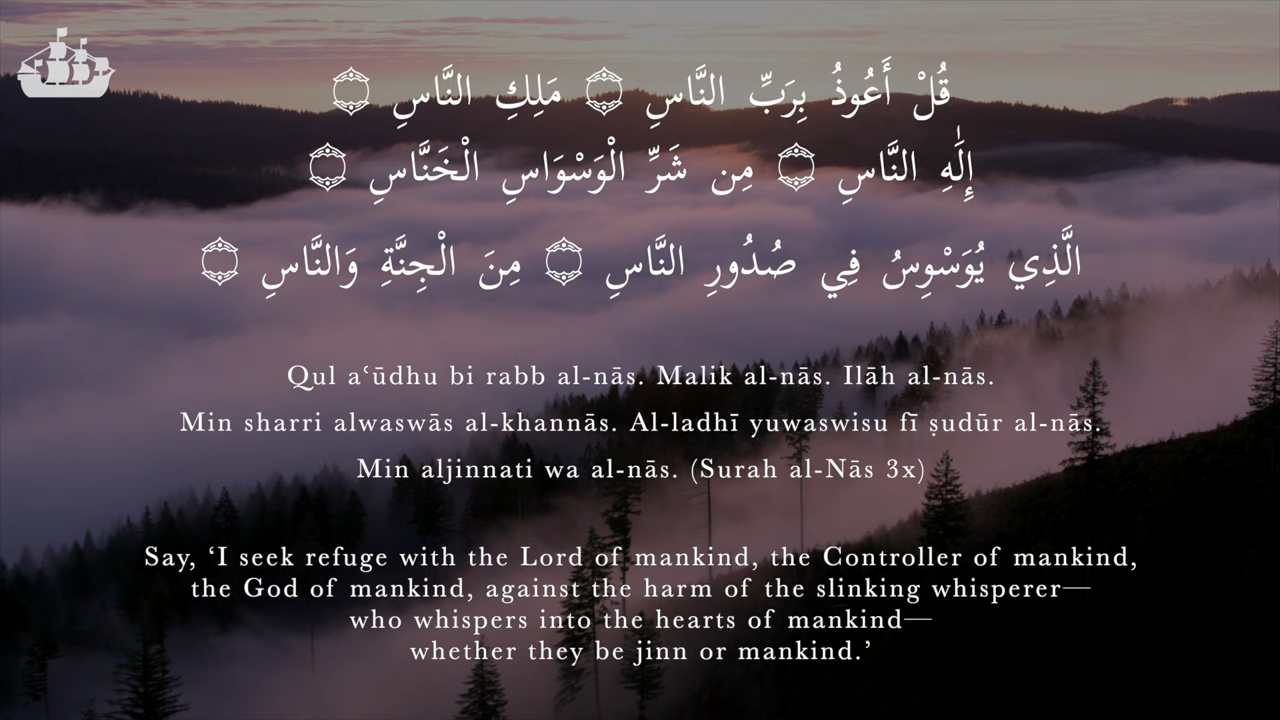 قُلْ أَعُوذُ بِرَبِّ النَّاسِ ۝ مَلِكِ النَّاسِ ۝
إِلَٰهِ النَّاسِ ۝ مِن شَرِّ الْوَسْوَاسِ الْخَنَّاسِ ۝
الَّذِي يُوَسْوِسُ فِي صُدُورِ النَّاسِ ۝ مِنَ الْجِنَّةِ وَالنَّاسِ ۝
Qul aʿūdhu bi rabb al-nās. Malik al-nās. Ilāh al-nās.
Min sharri alwaswās al-khannās. Al-ladhī yuwaswisu fī ṣudūr al-nās.
Min aljinnati wa al-nās. (Surah al-Nās 3x)
Say, ‘I seek refuge with the Lord of mankind, the Controller of mankind,
the God of mankind, against the harm of the slinking whisperer—
who whispers into the hearts of mankind—
whether they be jinn or mankind.’